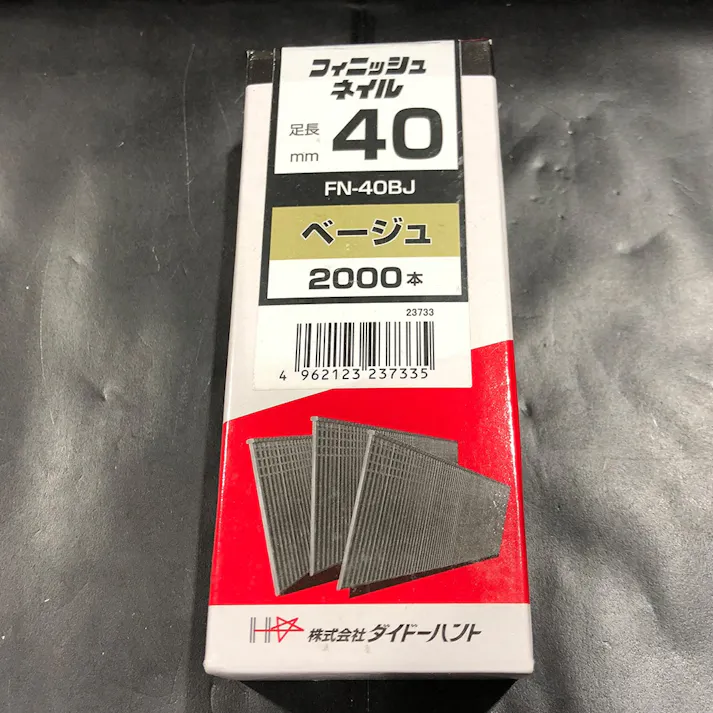 フィニッシュ
ネイル
足長
mm
40
FN-40BJ
ベージュ
2000本
23733
4 962123 237335
株式会社 ダイドーハント